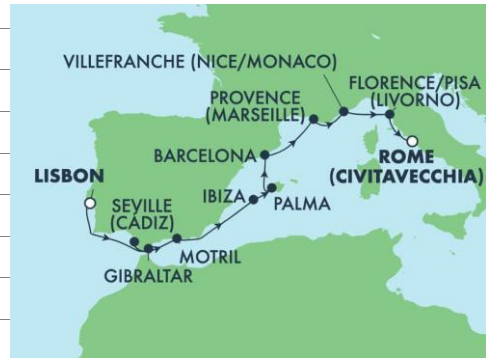 VILLEFRANCHE (NICE/MONACO)
FLORENCE/PISA
(LIVORNO)
PROVENCE
(MARSEILLE)
BARCELONA
ROME
(CIVITAVECCHIA)
LISBON
SEVILLE
(CÁDIZ)
IBIZA
PALMA
MOTRIL
GIBRALTAR